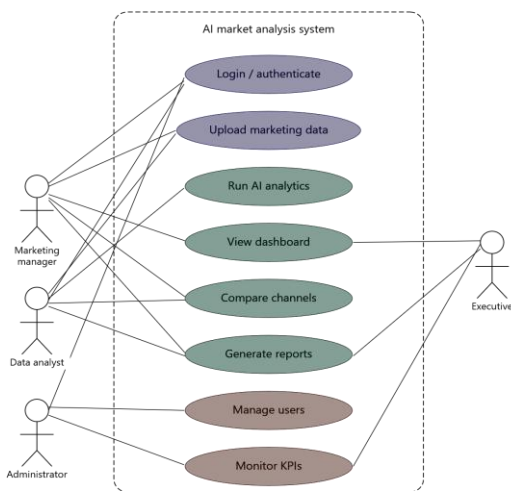 AI market analysis system
Login / authenticate
Upload marketing data
Run AI analytics
Marketing
manager
View dashboard
Executive
Compare channels
Data analyst
Generate reports
Manage users
Administrator
Monitor KPIs